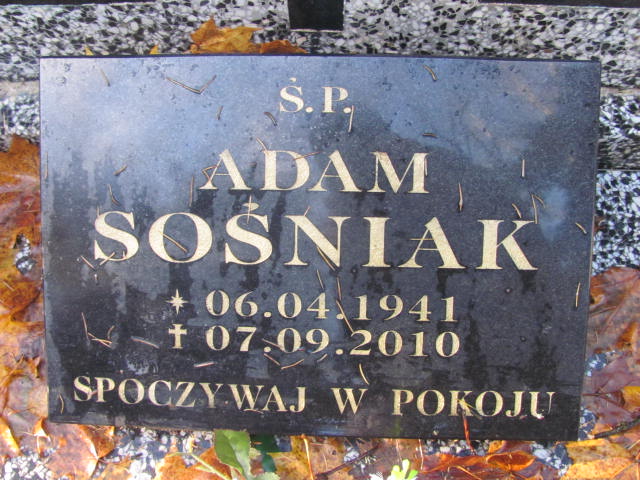 Ś.P.
ADAM
SOŚNIAK
* 06.04.1941
✝ 07.09.2010
SPOCZYWAJ W POKOJU